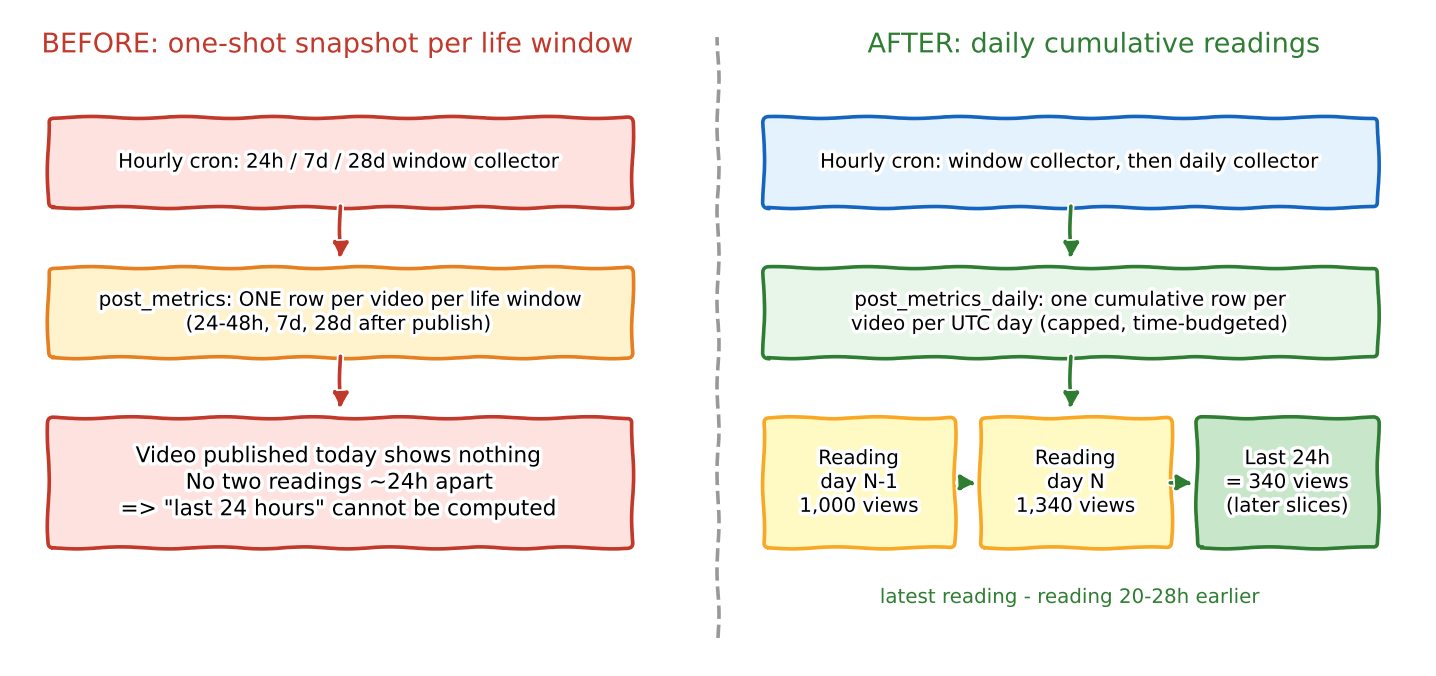 BEFORE: one-shot snapshot per life window
Hourly cron: 24h / 7d / 28d window collector
post_metrics: ONE row per video per life window
(24-48h, 7d, 28d after publish)
Video published today shows nothing
No two readings ~24h apart
=> "last 24 hours" cannot be computed
AFTER: daily cumulative readings
Hourly cron: window collector, then daily collector
post_metrics_daily: one cumulative row per
video per UTC day (capped, time-budgeted)
Reading
day N-1
1,000 views
Reading
day N
1,340 views
Last 24h
= 340 views
(later slices)
latest reading - reading 20-28h earlier